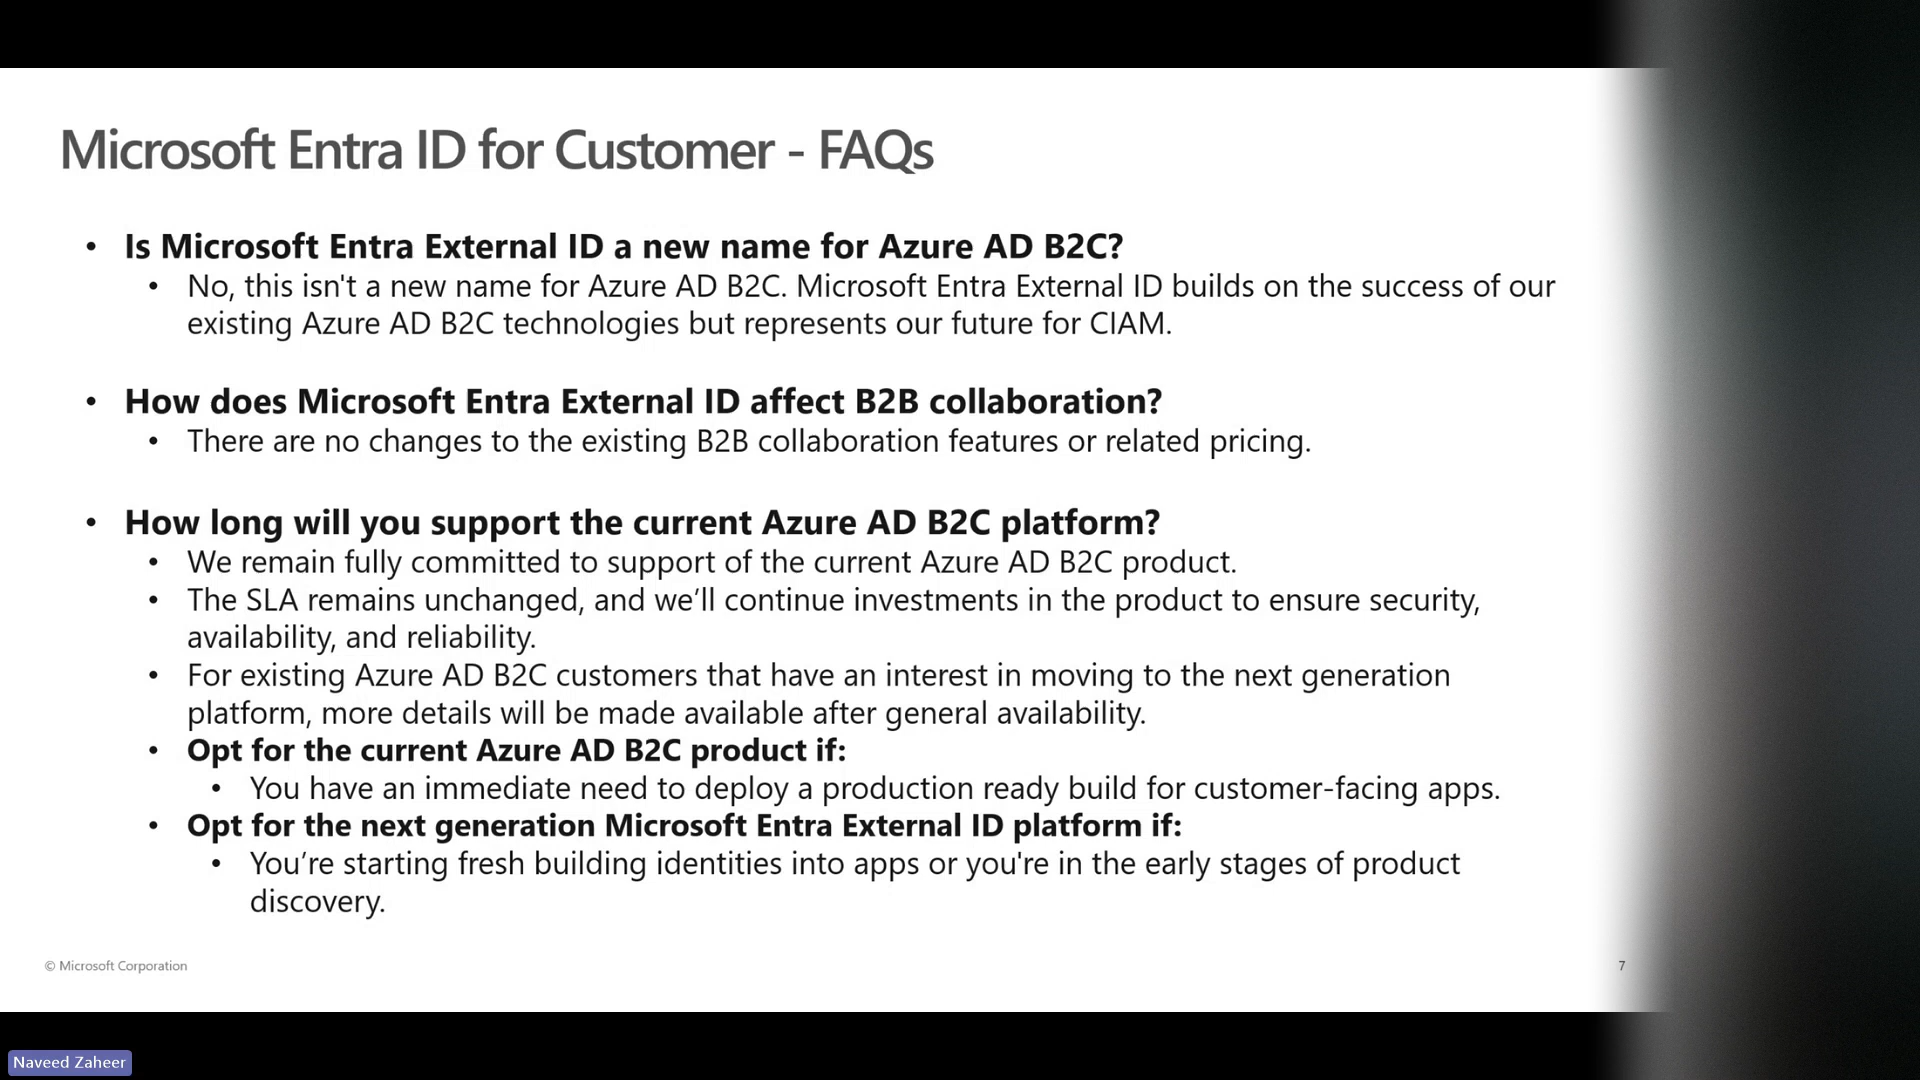 Microsoft Entra ID for Customer - FAQs
• Is Microsoft Entra External ID a new name for Azure AD B2C?
• No, this isn't a new name for Azure AD B2C. Microsoft Entra External ID builds on the success of our
existing Azure AD B2C technologies but represents our future for CIAM.
• How does Microsoft Entra External ID affect B2B collaboration?
• There are no changes to the existing B2B collaboration features or related pricing.
• How long will you support the current Azure AD B2C platform?
• We remain fully committed to support of the current Azure AD B2C product.
• The SLA remains unchanged, and we’ll continue investments in the product to ensure security,
availability, and reliability.
• For existing Azure AD B2C customers that have an interest in moving to the next generation
platform, more details will be made available after general availability.
• Opt for the current Azure AD B2C product if:
• You have an immediate need to deploy a production ready build for customer-facing apps.
• Opt for the next generation Microsoft Entra External ID platform if:
• You’re starting fresh building identities into apps or you're in the early stages of product
discovery.
© Microsoft Corporation
7
Naveed Zaheer